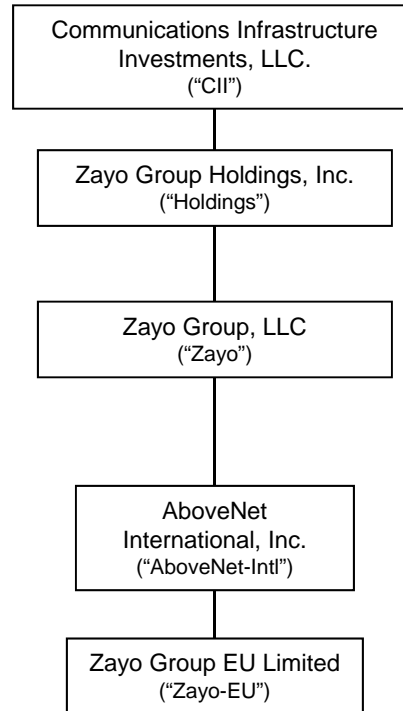 Communications Infrastructure
Investments, LLC.
(“CII”)
Zayo Group Holdings, Inc.
(“Holdings”)
Zayo Group, LLC
(“Zayo”)
AboveNet
International, Inc.
(“AboveNet-Intl”)
Zayo Group EU Limited
(“Zayo-EU”)